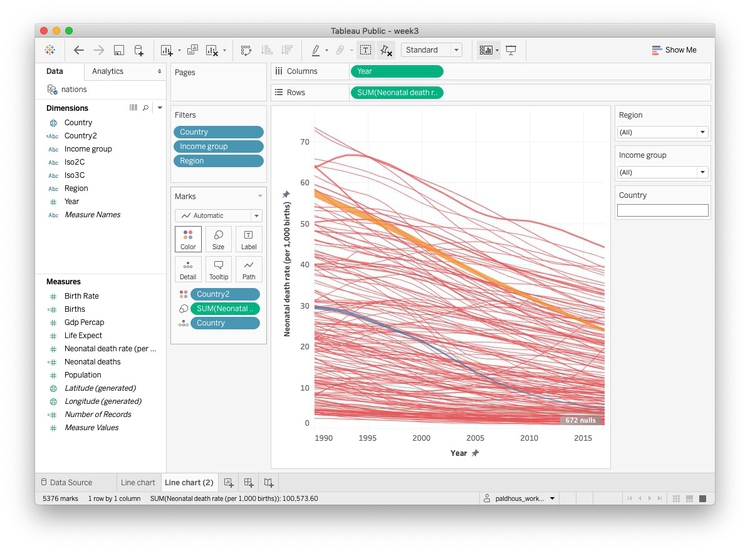 Tableau Public - week3
Standard
Show Me
Data
Analytics
nations
Dimensions
Country
=Abc Country2
Abc Income group
Abc Iso2C
Abc Iso3C
Abc Region
Year
Abc Measure Names
Measures
Birth Rate
Births
Gdp Percap
Life Expect
Neonatal death rate (per ...
Neonatal deaths
Population
Latitude (generated)
Longitude (generated)
Number of Records
Measure Values
Pages
Filters
Country
Income group
Region
Marks
Automatic
Color
Size
Label
Detail
Tooltip
Path
Country2
SUM(Neonatal ..
Country
Columns
Year
Rows
SUM(Neonatal death r..
Neonatal death rate (per 1,000 births)
70
60
50
40
30
20
10
0
672 nulls
1990
1995
2000
2005
2010
2015
Year
Region
(All)
Income group
(All)
Country
Data Source
Line chart
Line chart (2)
5376 marks
1 row by 1 column
SUM(Neonatal death rate (per 1,000 births)): 100,573.60
paldhous_work...